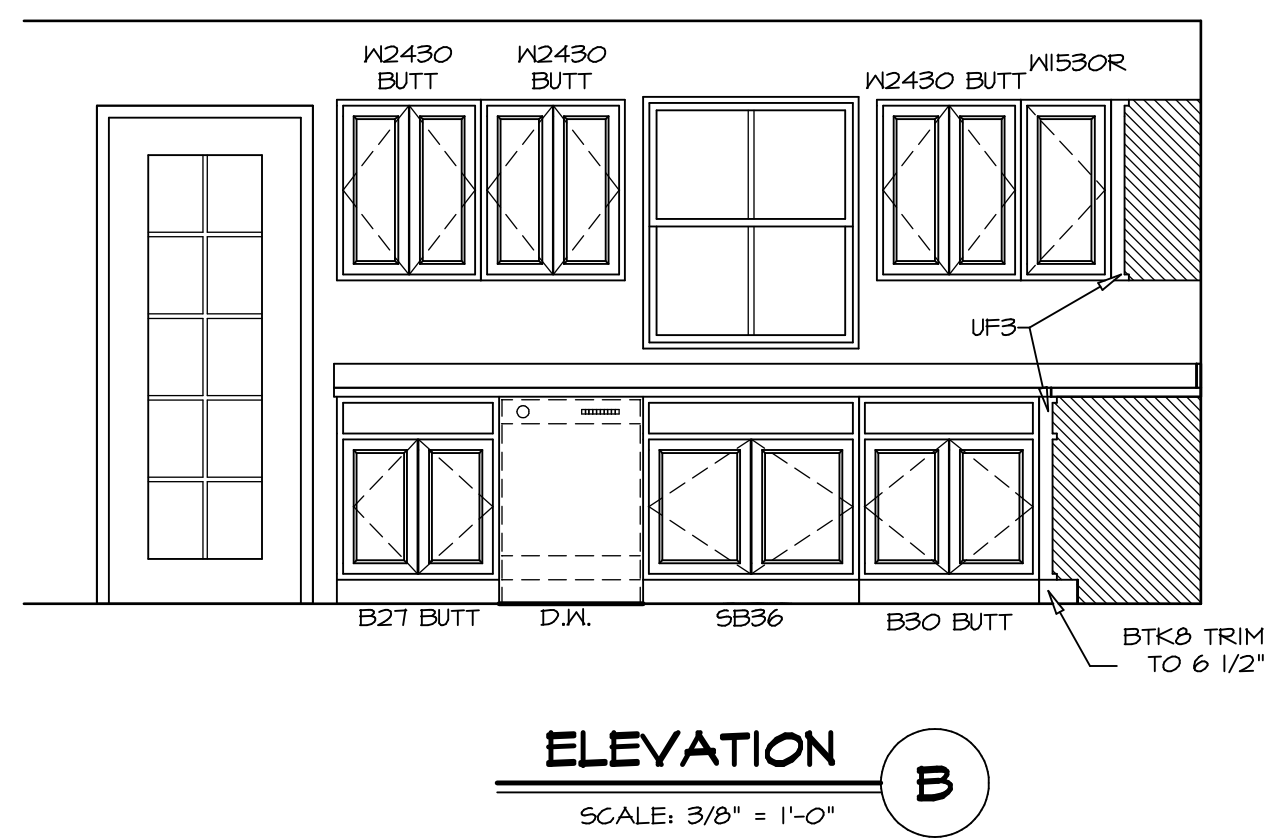 W2430
BUTT
W2430
BUTT
W2430 BUTT
W1530R
UF3
B27 BUTT
D.W.
SB36
B30 BUTT
BTK8 TRIM
TO 6 1/2"
ELEVATION
B
SCALE: 3/8" = 1'-0"